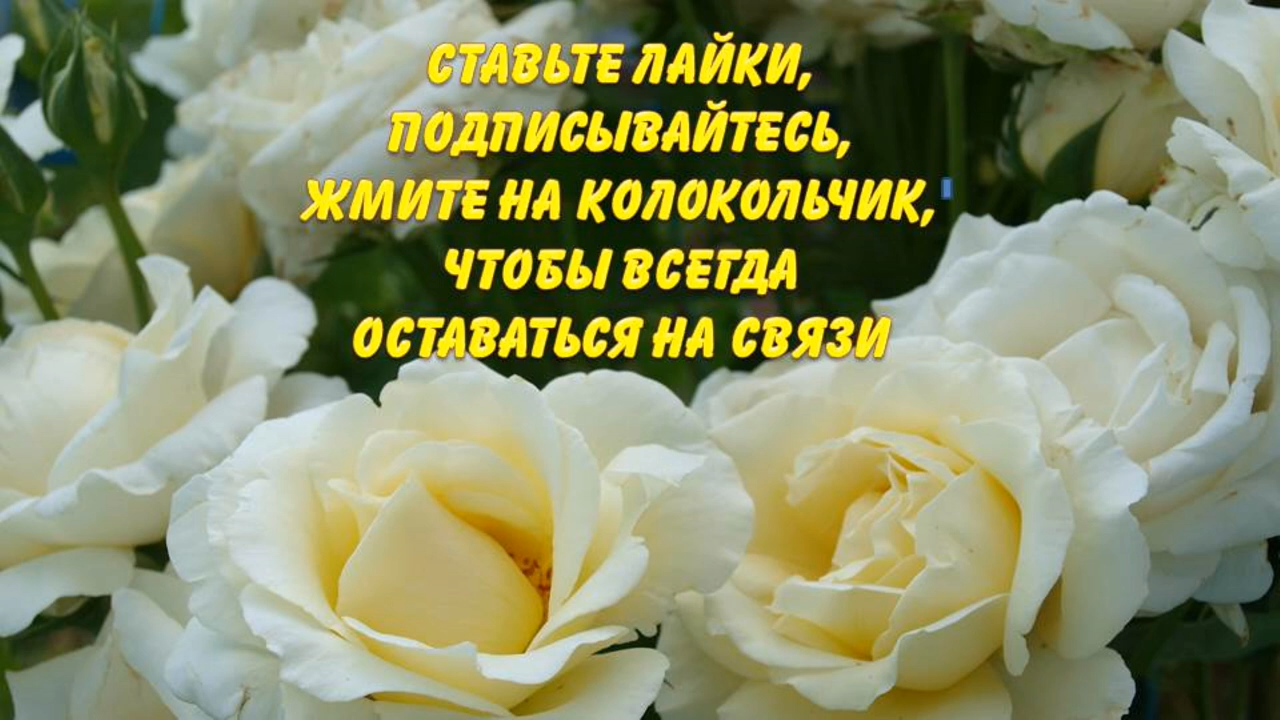 СТАВЬТЕ ЛАЙКИ,
ПОДПИСЫВАЙТЕСЬ,
ЖМИТЕ НА КОЛОКОЛЬЧИК,
ЧТОБЫ ВСЕГДА
ОСТАВАТЬСЯ НА СВЯЗИ